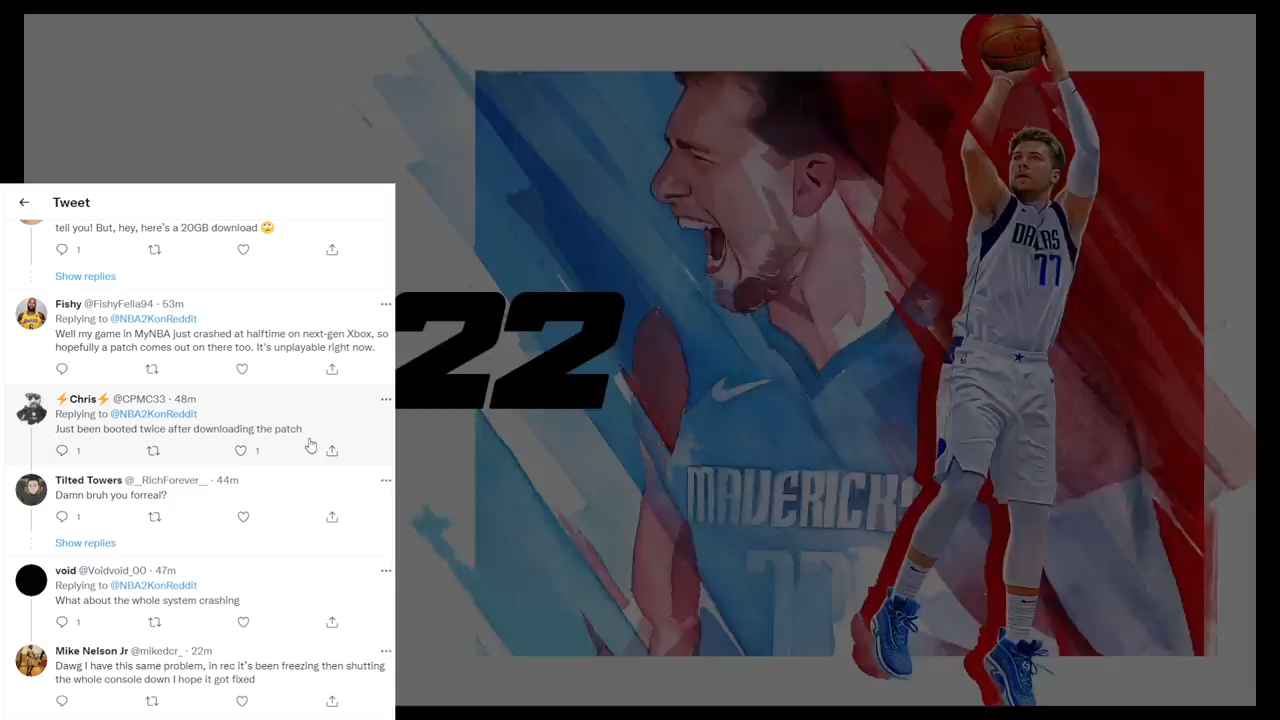 Tweet
tell you! But, hey, here's a 20GB download 🙄
1
Show replies
Fishy @FishyFella94 · 53m
Replying to @NBA2KonReddit
Well my game in MyNBA just crashed at halftime on next-gen Xbox, so
hopefully a patch comes out on there too. It's unplayable right now.
⚡Chris⚡ @CPMC33 · 48m
Replying to @NBA2KonReddit
Just been booted twice after downloading the patch
1 1
Tilted Towers @__RichForever__ · 44m
Damn bruh you forreal?
1
Show replies
void @Voidvoid_00 · 47m
Replying to @NBA2KonReddit
What about the whole system crashing
1
Mike Nelson Jr @mikedcr_ · 22m
Dawg I have this same problem, in rec it's been freezing then shutting
the whole console down I hope it got fixed
22
MAVERICKS
DALLAS
77